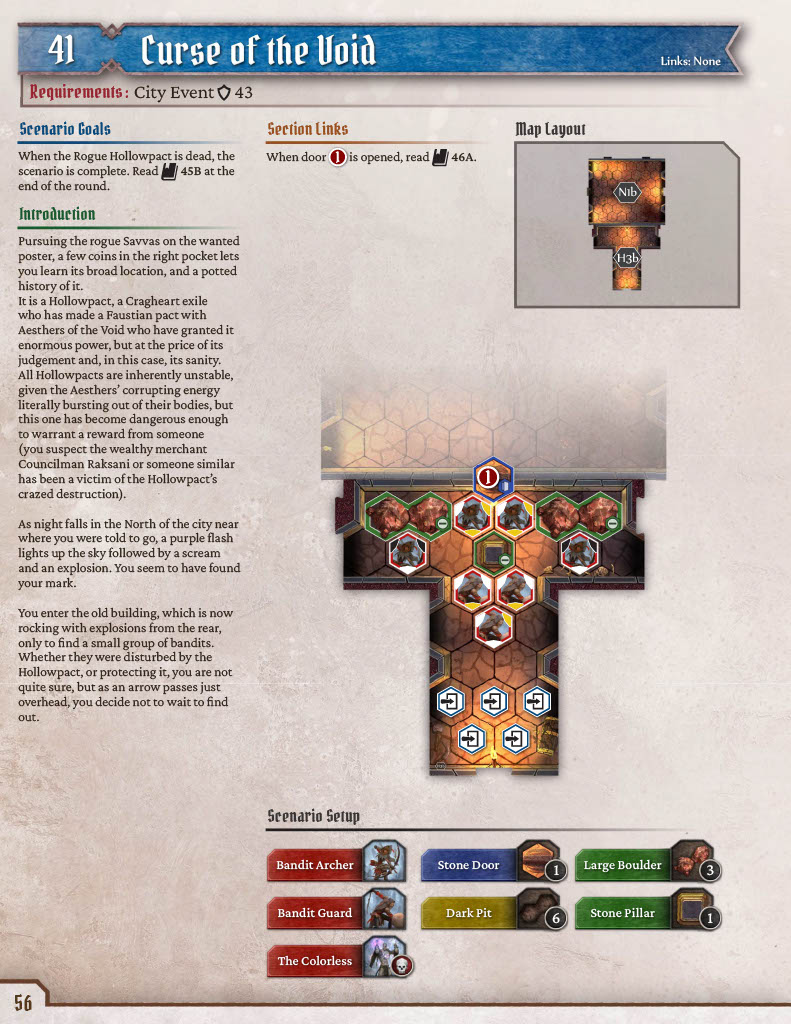 41
Curse of the Void
Links: None
Requirements: City Event 43
Scenario Goals
When the Rogue Hollowpact is dead, the
scenario is complete. Read 45B at the
end of the round.
Introduction
Pursuing the rogue Savvas on the wanted
poster, a few coins in the right pocket lets
you learn its broad location, and a potted
history of it.
It is a Hollowpact, a Cragheart exile
who has made a Faustian pact with
Aesthers of the Void who have granted it
enormous power, but at the price of its
judgement and, in this case, its sanity.
All Hollowpacts are inherently unstable,
given the Aesthers’ corrupting energy
literally bursting out of their bodies, but
this one has become dangerous enough
to warrant a reward from someone
(you suspect the wealthy merchant
Councilman Raksani or someone similar
has been a victim of the Hollowpact’s
crazed destruction).
As night falls in the North of the city near
where you were told to go, a purple flash
lights up the sky followed by a scream
and an explosion. You seem to have found
your mark.
You enter the old building, which is now
rocking with explosions from the rear,
only to find a small group of bandits.
Whether they were disturbed by the
Hollowpact, or protecting it, you are not
quite sure, but as an arrow passes just
overhead, you decide not to wait to find
out.
Section Links
When door 1 is opened, read 46A.
Map Layout
N1b
H3b
1
Scenario Setup
Bandit Archer
Stone Door 1
Large Boulder 3
Bandit Guard
Dark Pit 6
Stone Pillar 1
The Colorless
56